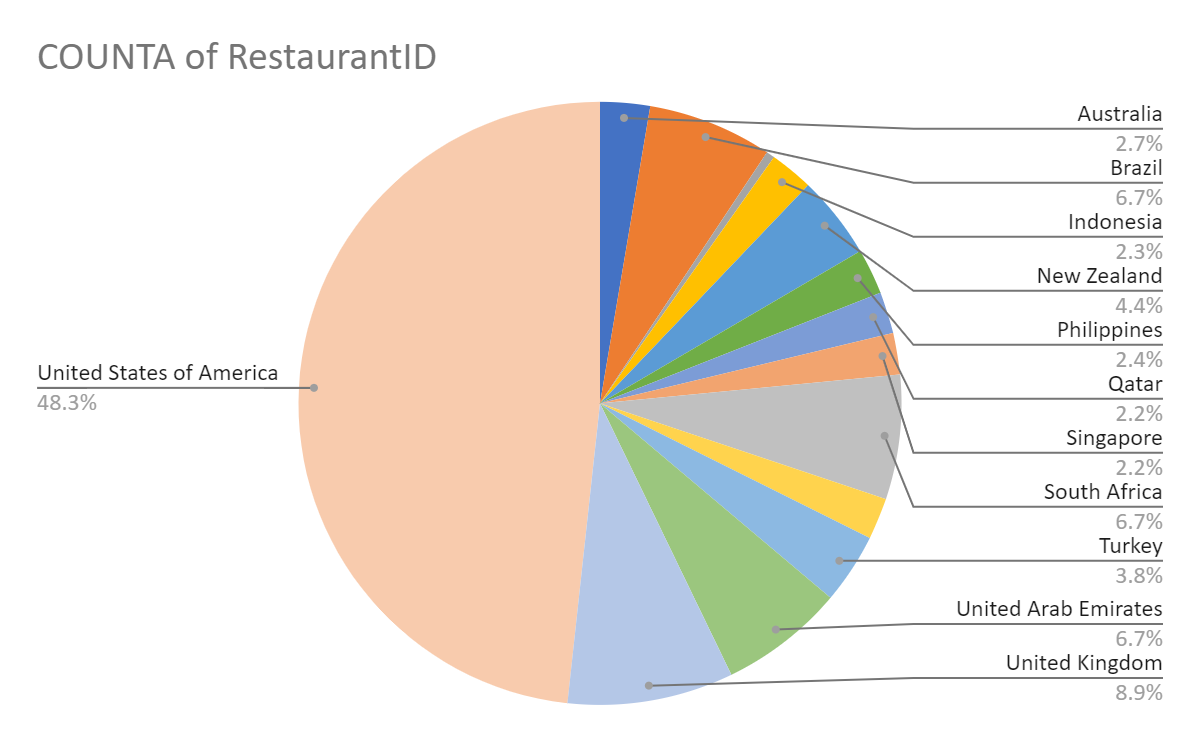 COUNTA of RestaurantID
Australia
2.7%
Brazil
6.7%
Indonesia
2.3%
New Zealand
4.4%
Philippines
2.4%
Qatar
2.2%
Singapore
2.2%
South Africa
6.7%
Turkey
3.8%
United Arab Emirates
6.7%
United Kingdom
8.9%
United States of America
48.3%